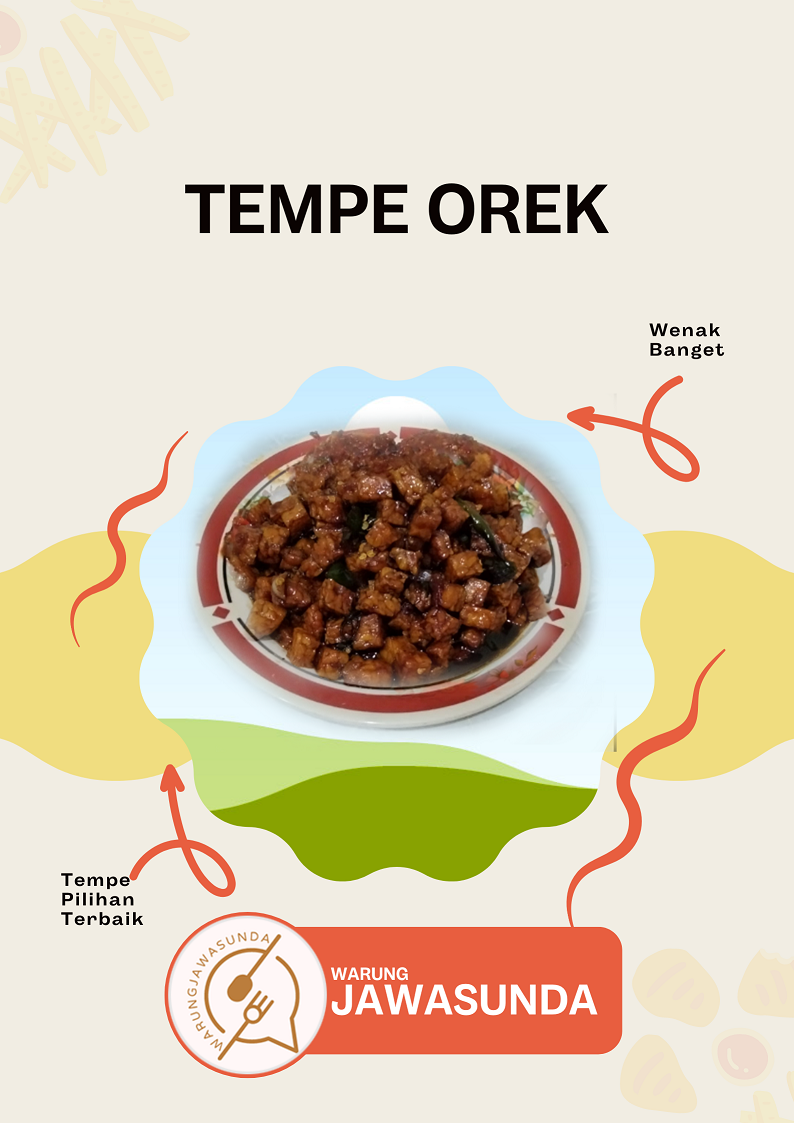 TEMPE OREK
Wenak
Banget
Tempe
Pilihan
Terbaik
WARUNGJAWASUNDA
WARUNG
JAWASUNDA